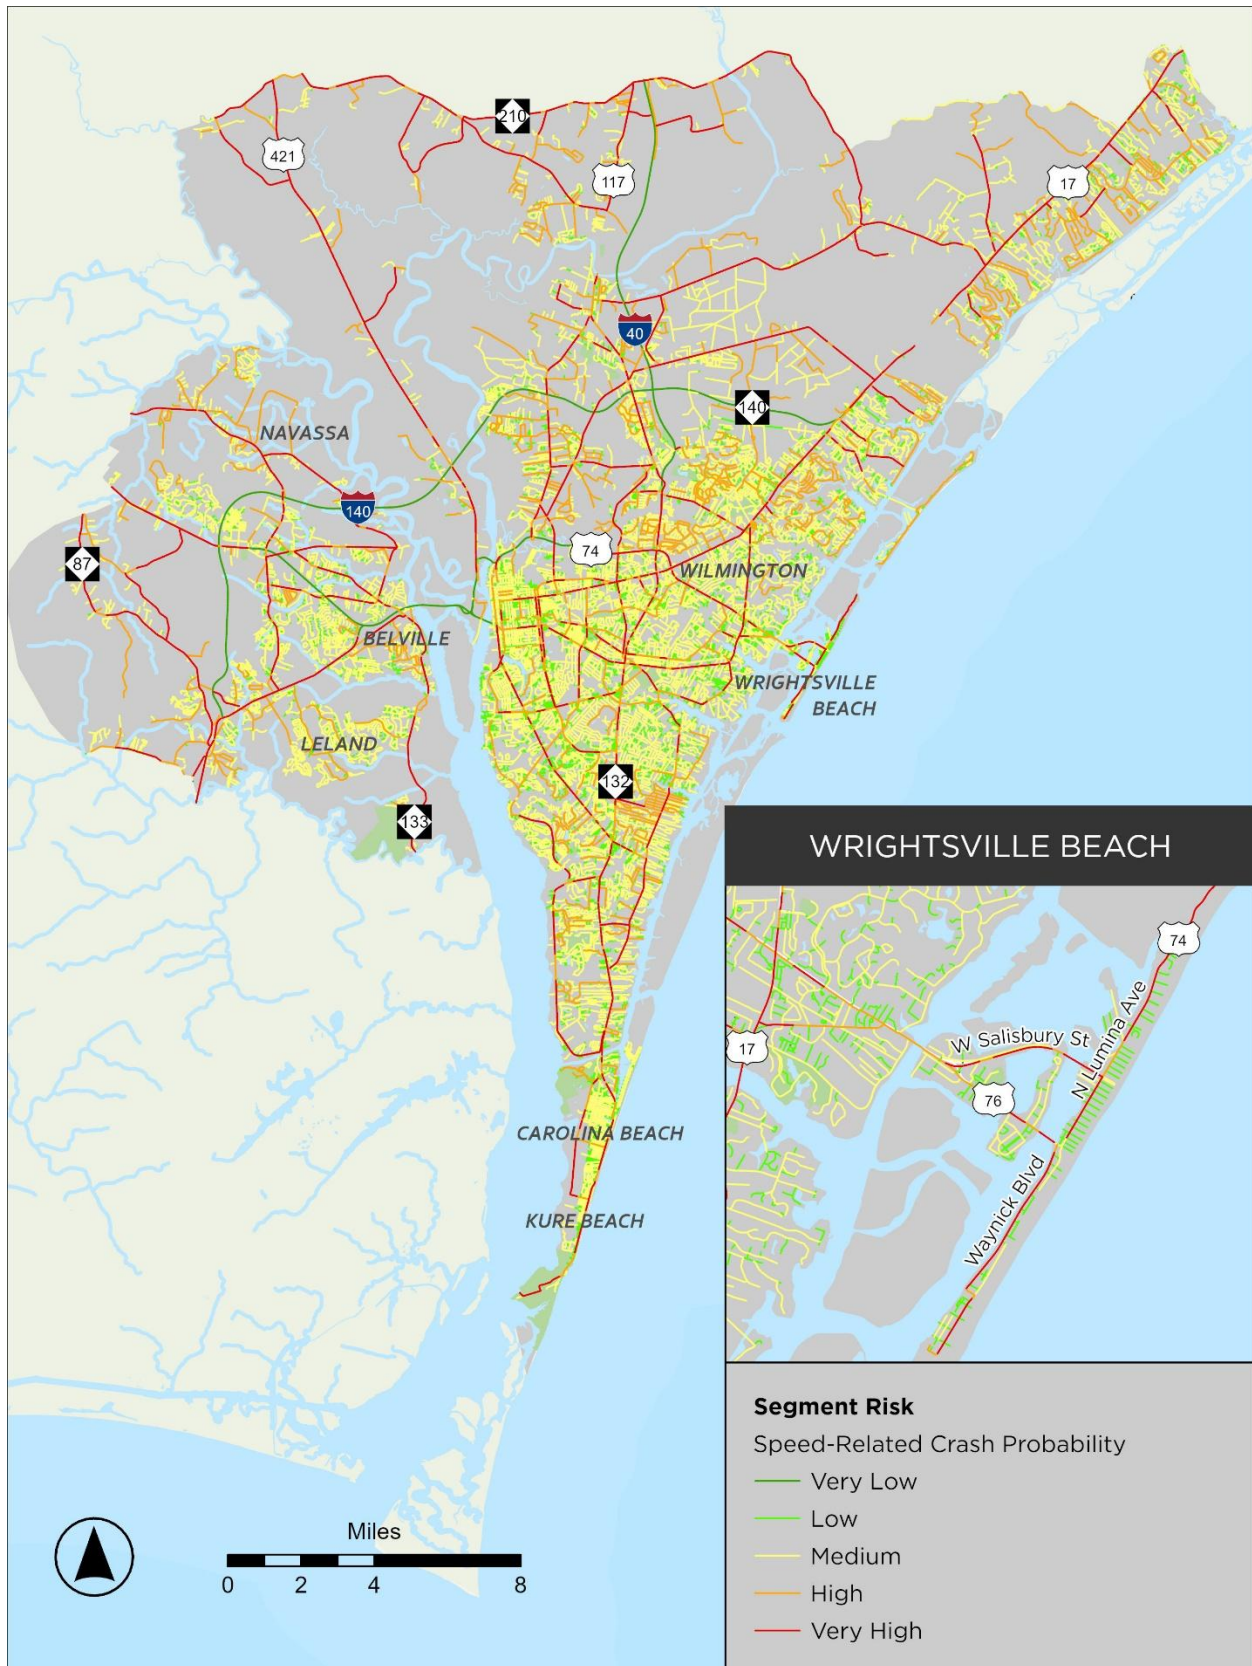 210
421
117
17
40
140
NAVASSA
140
74
87
WILMINGTON
BELVILLE
WRIGHTSVILLE
BEACH
LELAND
132
133
WRIGHTSVILLE BEACH
74
W Salisbury St
N Lumina Ave
17
76
Waynick Blvd
CAROLINA BEACH
KURE BEACH
Segment Risk
Speed-Related Crash Probability
Very Low
Low
Medium
High
Very High
Miles
0 2 4 8